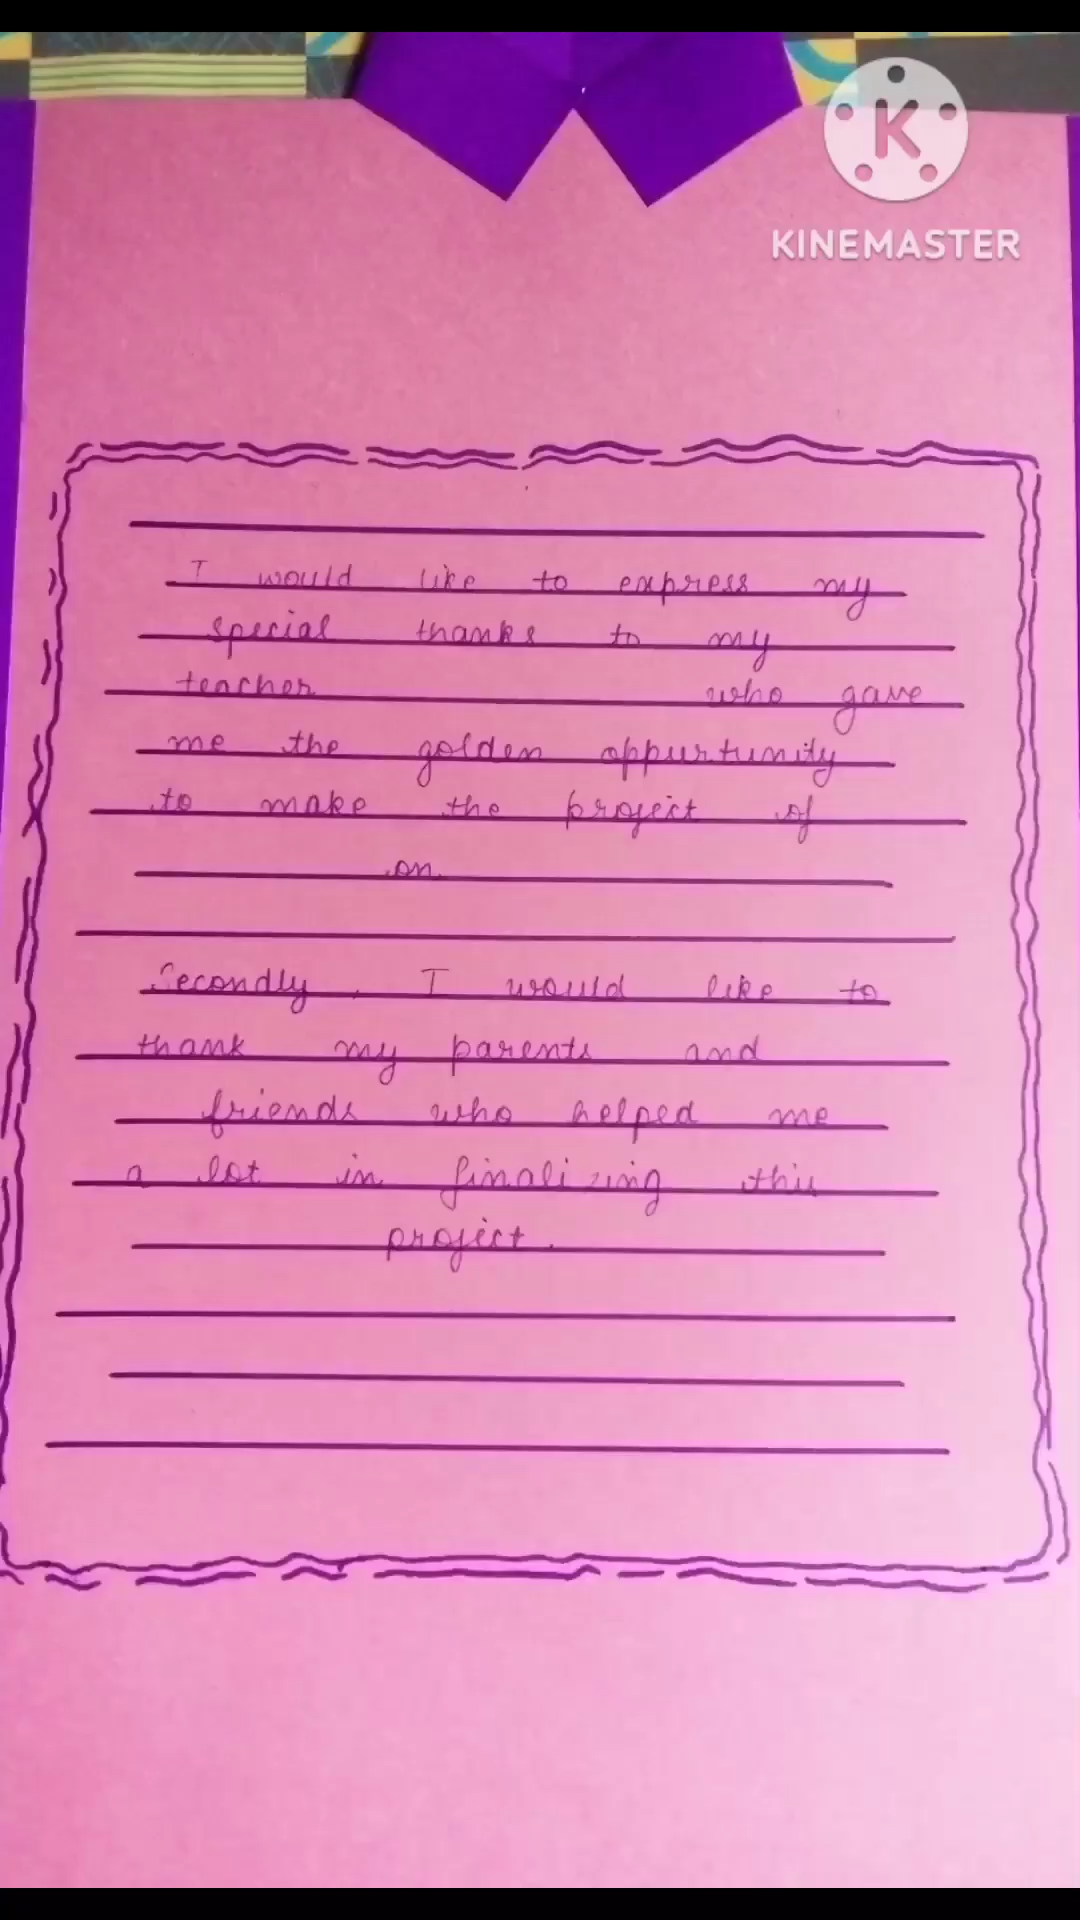 K
KINEMASTER
I would like to express my
special thanks to my
teacher who gave
me the golden oppurtunity
to make the project of
on
Secondly, I would like to
thank my parents and
friends who helped me
a lot in finalizing this
project.